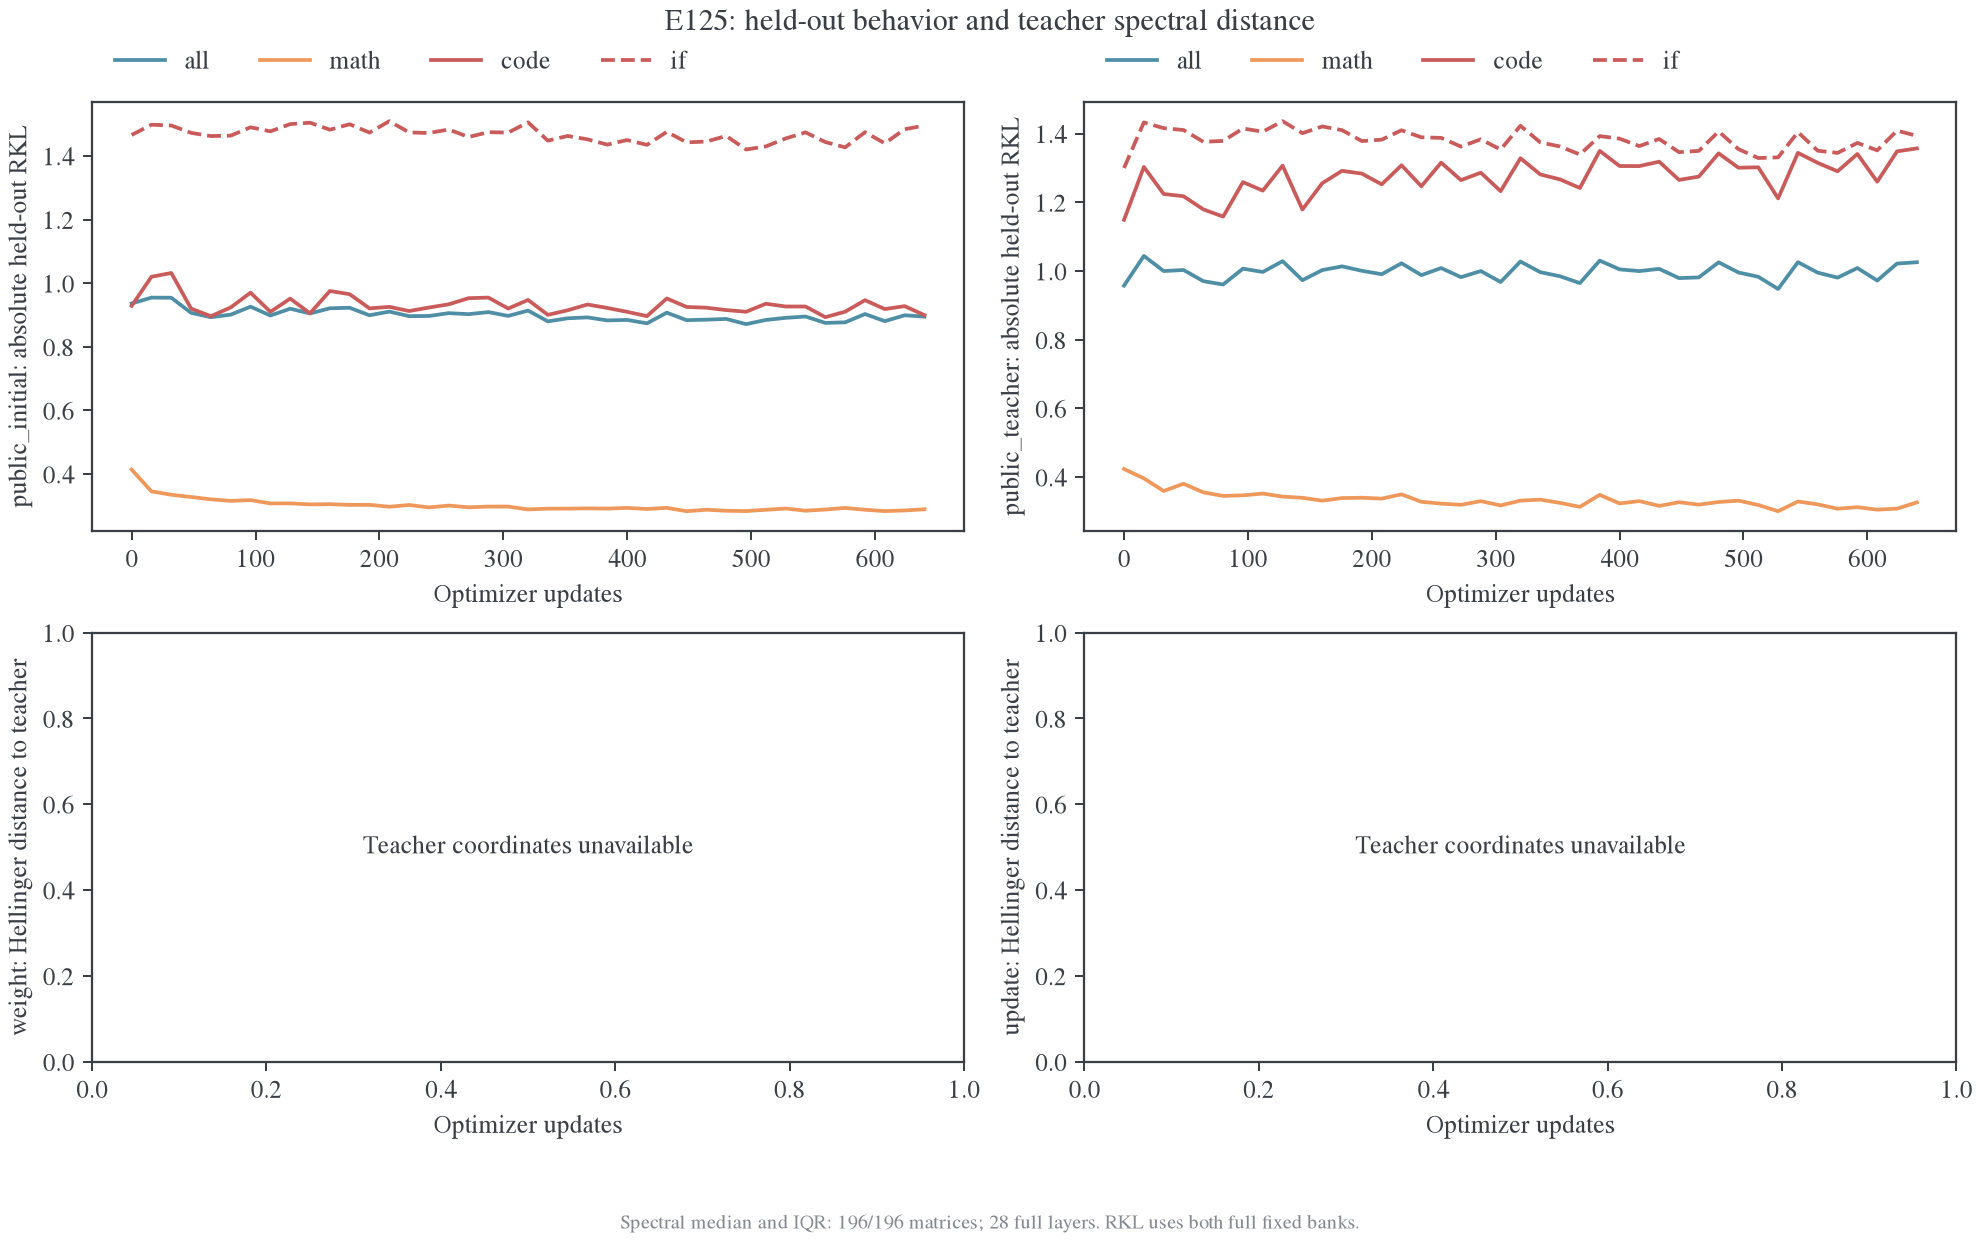 E125: held-out behavior and teacher spectral distance
all math code if
all math code if
public_initial: absolute held-out RKL
1.4
1.2
1.0
0.8
0.6
0.4
0 100 200 300 400 500 600
Optimizer updates
public_teacher: absolute held-out RKL
1.4
1.2
1.0
0.8
0.6
0.4
0 100 200 300 400 500 600
Optimizer updates
weight: Hellinger distance to teacher
1.0
0.8
0.6
0.4
0.2
0.0
Teacher coordinates unavailable
0.0 0.2 0.4 0.6 0.8 1.0
Optimizer updates
update: Hellinger distance to teacher
1.0
0.8
0.6
0.4
0.2
0.0
Teacher coordinates unavailable
0.0 0.2 0.4 0.6 0.8 1.0
Optimizer updates
Spectral median and IQR: 196/196 matrices; 28 full layers. RKL uses both full fixed banks.